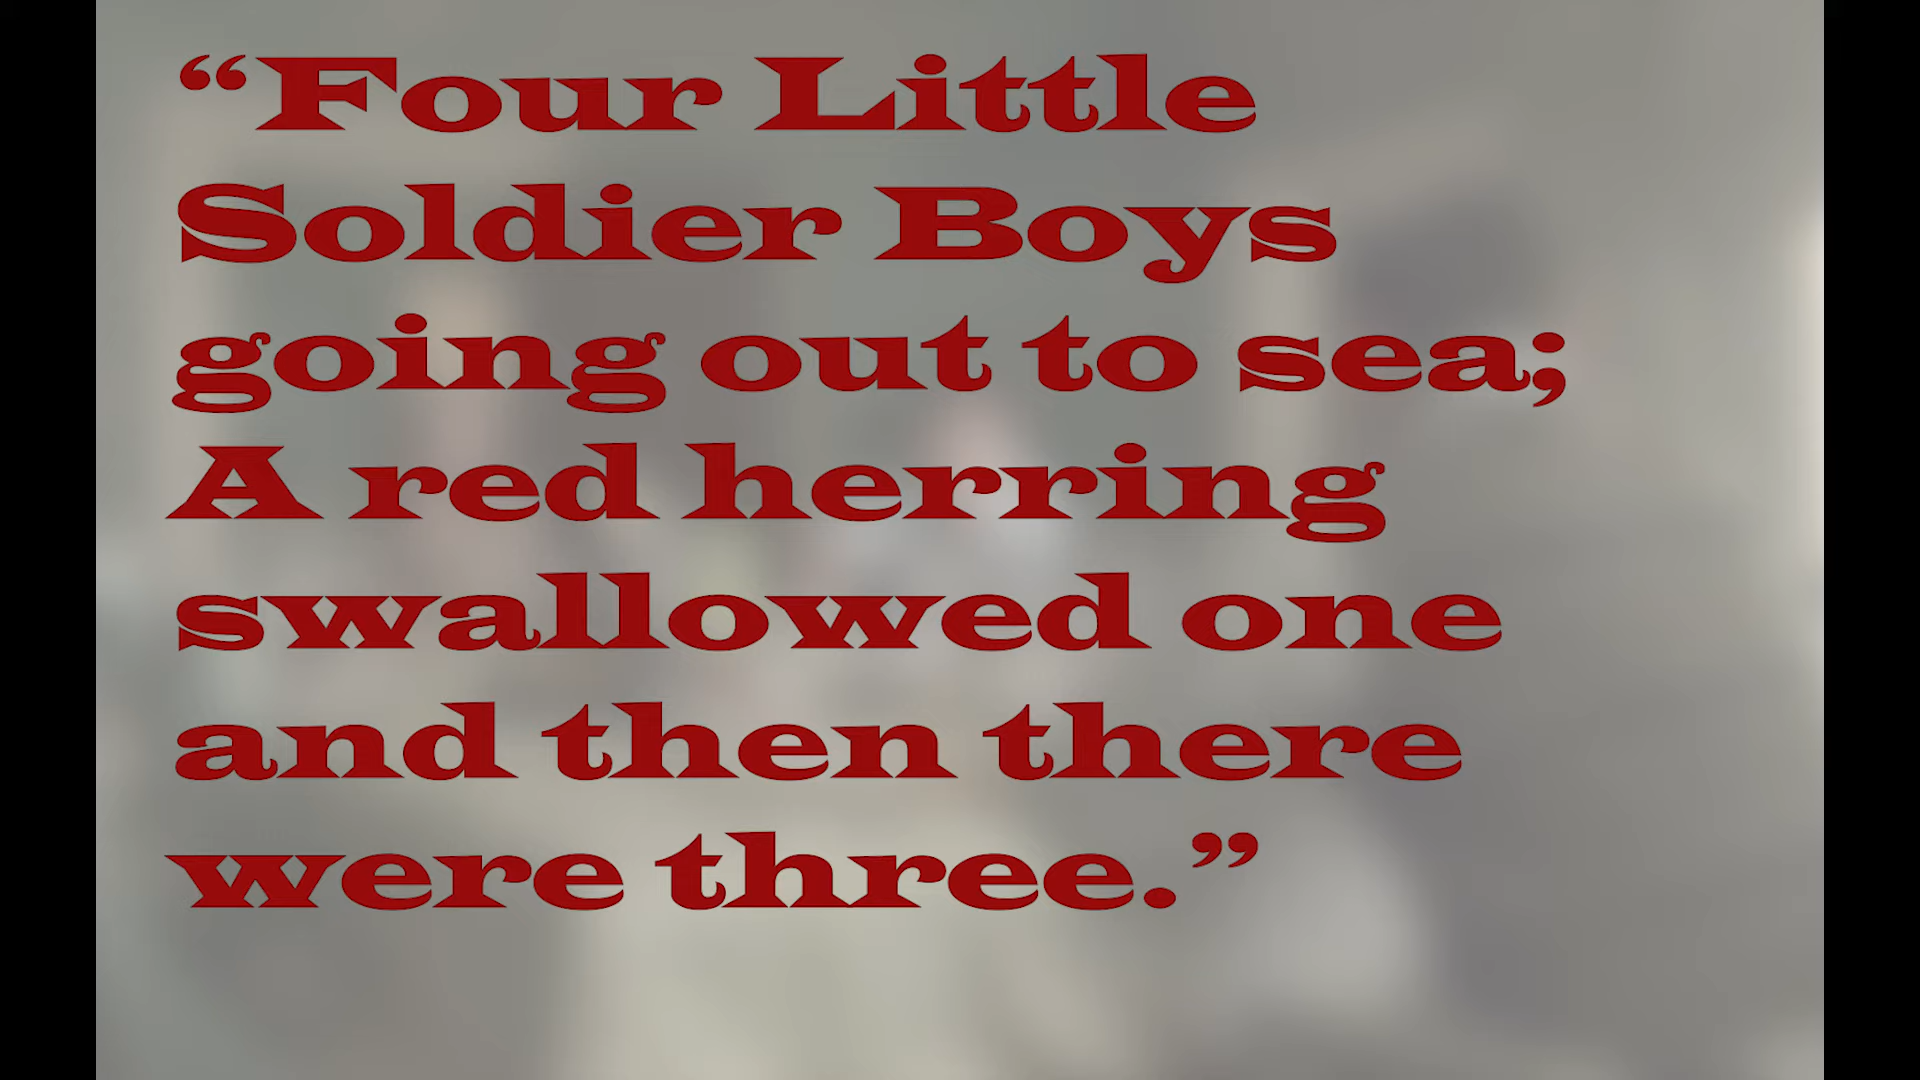 “Four Little
Soldier Boys
going out to sea;
A red herring
swallowed one
and then there
were three.”